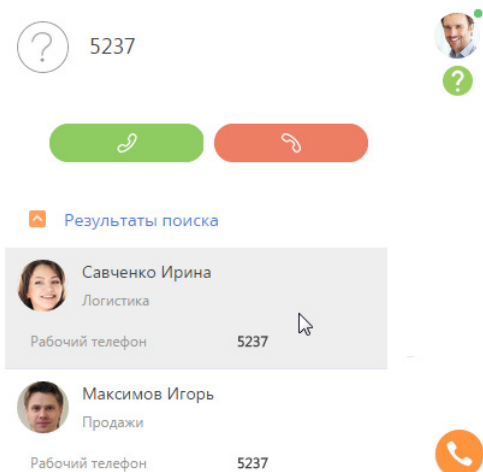 5237
Результаты поиска
Савченко Ирина
Логистика
Рабочий телефон 5237
Максимов Игорь
Продажи
Рабочий телефон 5237